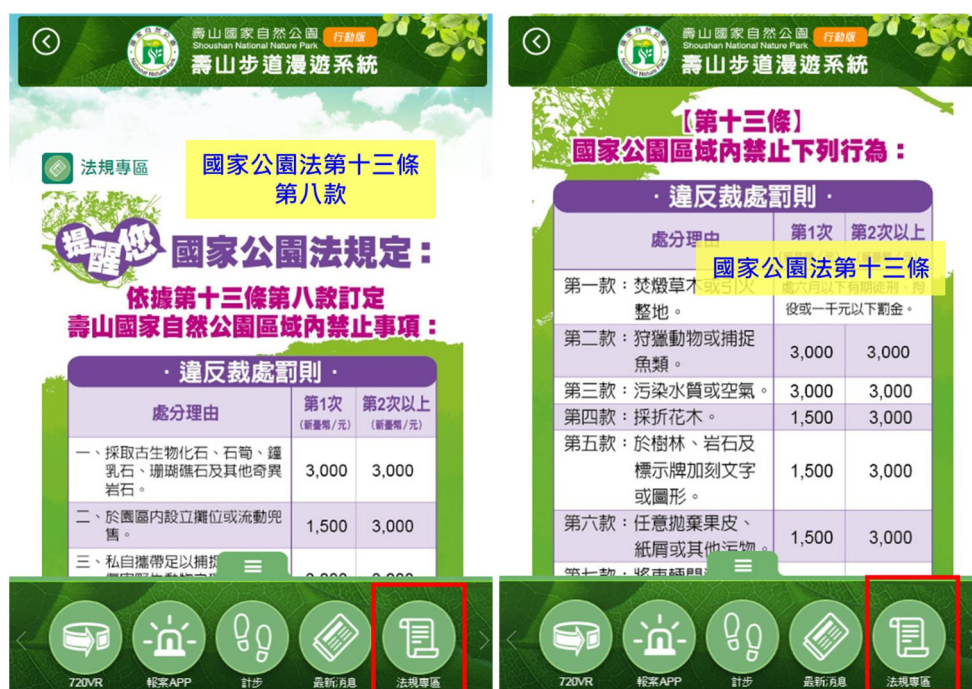 壽山國家自然公園 行動版
Shoushan National Nature Park
壽山步道漫遊系統
法規專區
國家公園法第十三條
第八款
提醒您 國家公園法規定：
依據第十三條第八款訂定
壽山國家自然公園區域內禁止事項：
·違反裁處罰則·
處分理由 第1次 第2次以上
(新臺幣/元) (新臺幣/元)
一、採取古生物化石、石筍、鐘
乳石、珊瑚礁石及其他奇異
岩石。
3,000 3,000
二、於園區內設立攤位或流動兜
售。
1,500 3,000
三、私自攜帶足以捕捉
720VR 報案APP 計步 最新消息 法規專區
壽山國家自然公園 行動版
Shoushan National Nature Park
壽山步道漫遊系統
【第十三條】
國家公園區域內禁止下列行為：
·違反裁處罰則·
處分理由 第1次 第2次以上
國家公園法第十三條
第一款：焚燬草木或引火
整地。
處六月以下有期徒刑、拘
役或一千元以下罰金。
第二款：狩獵動物或捕捉
魚類。
3,000 3,000
第三款：污染水質或空氣。 3,000 3,000
第四款：採折花木。 1,500 3,000
第五款：於樹林、岩石及
標示牌加刻文字
或圖形。
1,500 3,000
第六款：任意拋棄果皮、
紙屑或其他污物。
1,500 3,000
720VR 報案APP 計步 最新消息 法規專區